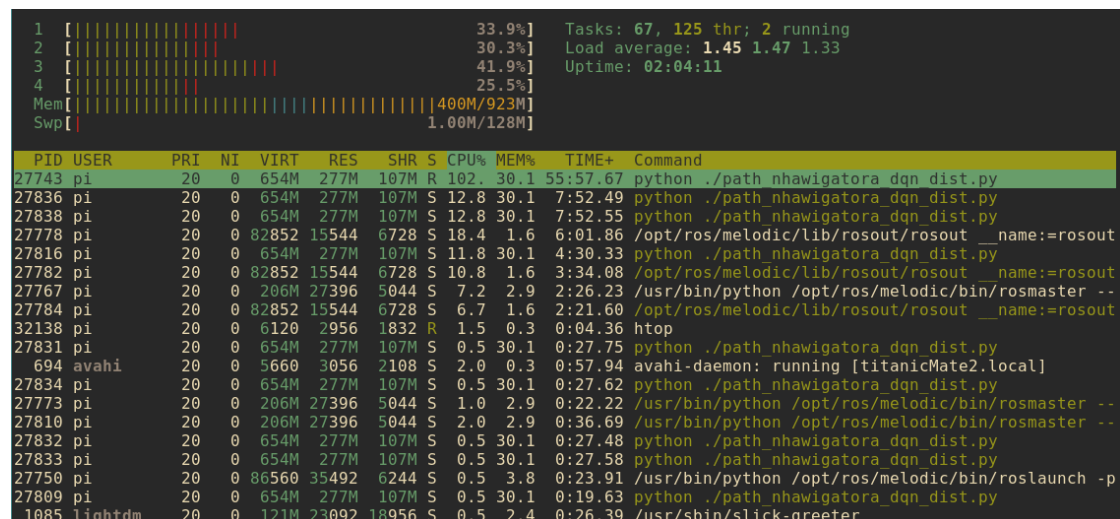 1 [||||||||||||||||||| 33.9%] Tasks: 67, 125 thr; 2 running
2 [|||||||||||||||| 30.3%] Load average: 1.45 1.47 1.33
3 [||||||||||||||||||||||| 41.9%] Uptime: 02:04:11
4 [|||||||||||||| 25.5%]
Mem[||||||||||||||||||||||||||||||||||||||400M/923M]
Swp[| 1.00M/128M]
PID USER PRI NI VIRT RES SHR S CPU% MEM% TIME+ Command
27743 pi 20 0 654M 277M 107M R 102. 30.1 55:57.67 python ./path_nhawigatora_dqn_dist.py
27836 pi 20 0 654M 277M 107M S 12.8 30.1 7:52.49 python ./path_nhawigatora_dqn_dist.py
27838 pi 20 0 654M 277M 107M S 12.8 30.1 7:52.55 python ./path_nhawigatora_dqn_dist.py
27778 pi 20 0 82852 15544 6728 S 18.4 1.6 6:01.86 /opt/ros/melodic/lib/rosout/rosout __name:=rosout
27816 pi 20 0 654M 277M 107M S 11.8 30.1 4:30.33 python ./path_nhawigatora_dqn_dist.py
27782 pi 20 0 82852 15544 6728 S 10.8 1.6 3:34.08 /opt/ros/melodic/lib/rosout/rosout __name:=rosout
27767 pi 20 0 206M 27396 5044 S 7.2 2.9 2:26.23 /usr/bin/python /opt/ros/melodic/bin/rosmaster --
27784 pi 20 0 82852 15544 6728 S 6.7 1.6 2:21.60 /opt/ros/melodic/lib/rosout/rosout __name:=rosout
32138 pi 20 0 6120 2956 1832 R 1.5 0.3 0:04.36 htop
27831 pi 20 0 654M 277M 107M S 0.5 30.1 0:27.75 python ./path_nhawigatora_dqn_dist.py
694 avahi 20 0 5660 3056 2108 S 2.0 0.3 0:57.94 avahi-daemon: running [titanicMate2.local]
27834 pi 20 0 654M 277M 107M S 0.5 30.1 0:27.62 python ./path_nhawigatora_dqn_dist.py
27773 pi 20 0 206M 27396 5044 S 1.0 2.9 0:22.22 /usr/bin/python /opt/ros/melodic/bin/rosmaster --
27810 pi 20 0 206M 27396 5044 S 2.0 2.9 0:36.69 /usr/bin/python /opt/ros/melodic/bin/rosmaster --
27832 pi 20 0 654M 277M 107M S 0.5 30.1 0:27.48 python ./path_nhawigatora_dqn_dist.py
27833 pi 20 0 654M 277M 107M S 0.5 30.1 0:27.58 python ./path_nhawigatora_dqn_dist.py
27750 pi 20 0 86560 35492 6244 S 0.5 3.8 0:23.91 /usr/bin/python /opt/ros/melodic/bin/roslaunch -p
27809 pi 20 0 654M 277M 107M S 0.5 30.1 0:19.63 python ./path_nhawigatora_dqn_dist.py
1085 lightdm 20 0 121M 23092 18956 S 0.5 2.4 0:26.39 /usr/sbin/slick-greeter